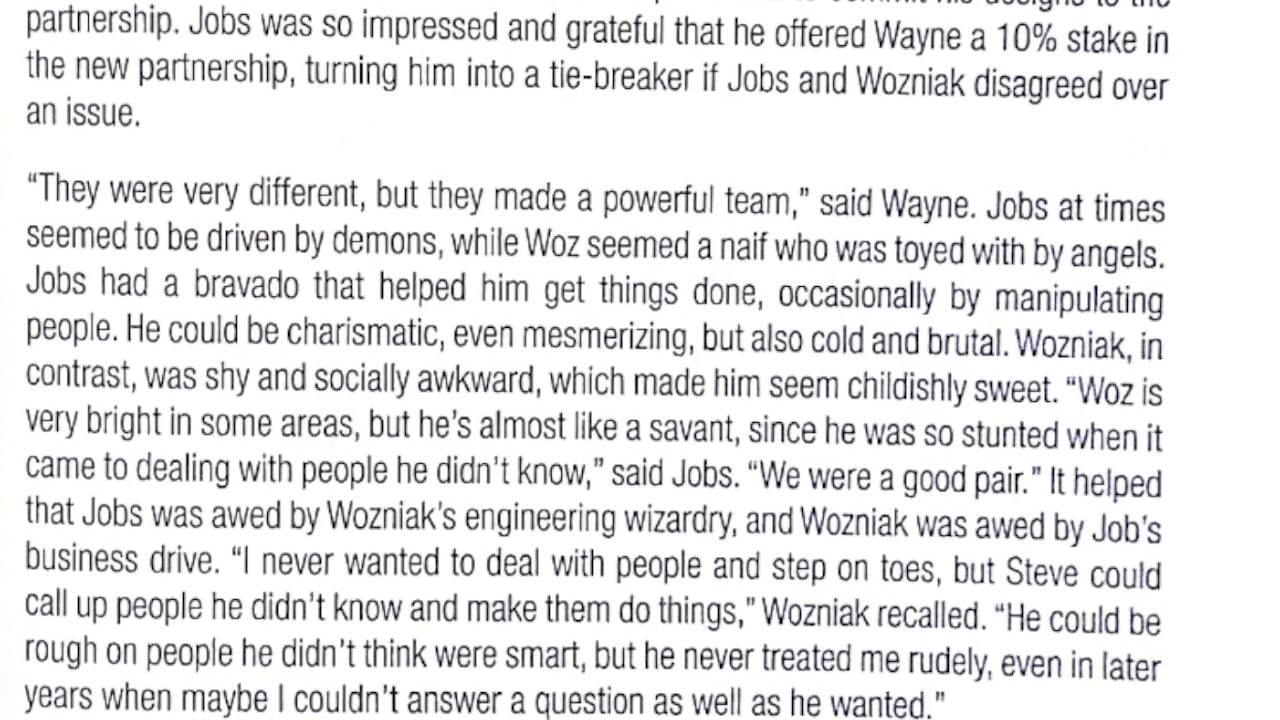 partnership. Jobs was so impressed and grateful that he offered Wayne a 10% stake in
the new partnership, turning him into a tie-breaker if Jobs and Wozniak disagreed over
an issue.
“They were very different, but they made a powerful team,” said Wayne. Jobs at times
seemed to be driven by demons, while Woz seemed a naif who was toyed with by angels.
Jobs had a bravado that helped him get things done, occasionally by manipulating
people. He could be charismatic, even mesmerizing, but also cold and brutal. Wozniak, in
contrast, was shy and socially awkward, which made him seem childishly sweet. “Woz is
very bright in some areas, but he’s almost like a savant, since he was so stunted when it
came to dealing with people he didn’t know,” said Jobs. “We were a good pair.” It helped
that Jobs was awed by Wozniak’s engineering wizardry, and Wozniak was awed by Job’s
business drive. “I never wanted to deal with people and step on toes, but Steve could
call up people he didn’t know and make them do things,” Wozniak recalled. “He could be
rough on people he didn’t think were smart, but he never treated me rudely, even in later
years when maybe I couldn’t answer a question as well as he wanted.”